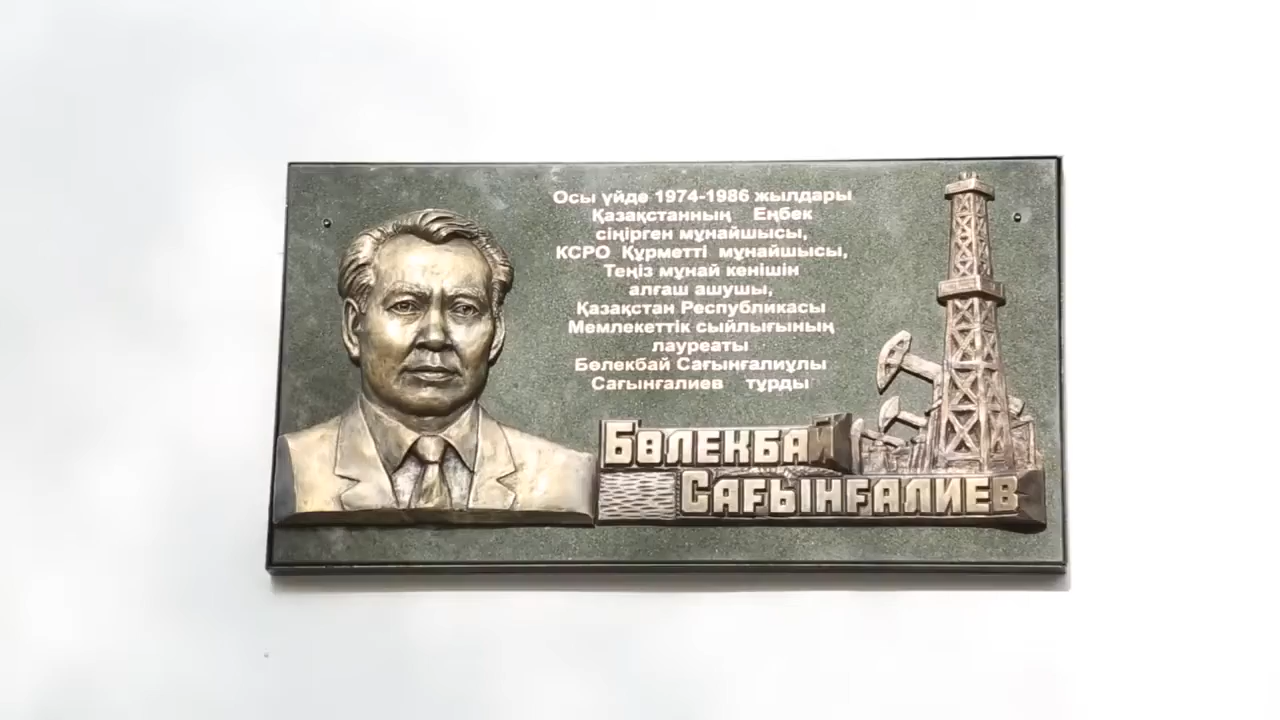 Осы үйде 1974-1986 жылдары
Қазақстанның Еңбек
сіңірген мұнайшысы,
КСРО Құрметті мұнайшысы,
Теңіз мұнай кенішін
алғаш ашушы,
Қазақстан Республикасы
Мемлекеттік сыйлығының
лауреаты
Бөлекбай Сағынғалиұлы
Сағынғалиев тұрды
БӨЛЕКБАЙ
САҒЫНҒАЛИЕВ